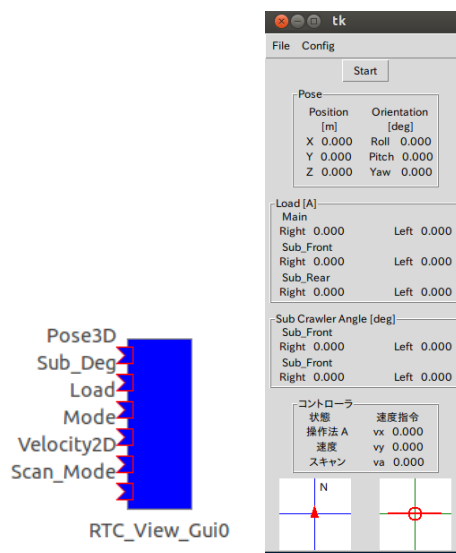 Pose3D
Sub_Deg
Load
Mode
Velocity2D
Scan_Mode
RTC_View_Gui0
tk
File Config
Start
Pose
Position Orientation
[m] [deg]
X 0.000 Roll 0.000
Y 0.000 Pitch 0.000
Z 0.000 Yaw 0.000
Load [A]
Main
Right 0.000 Left 0.000
Sub_Front
Right 0.000 Left 0.000
Sub_Rear
Right 0.000 Left 0.000
Sub Crawler Angle [deg]
Sub_Front
Right 0.000 Left 0.000
Sub_Front
Right 0.000 Left 0.000
コントローラ
状態 速度指令
操作法 A vx 0.000
速度 vy 0.000
スキャン va 0.000
N